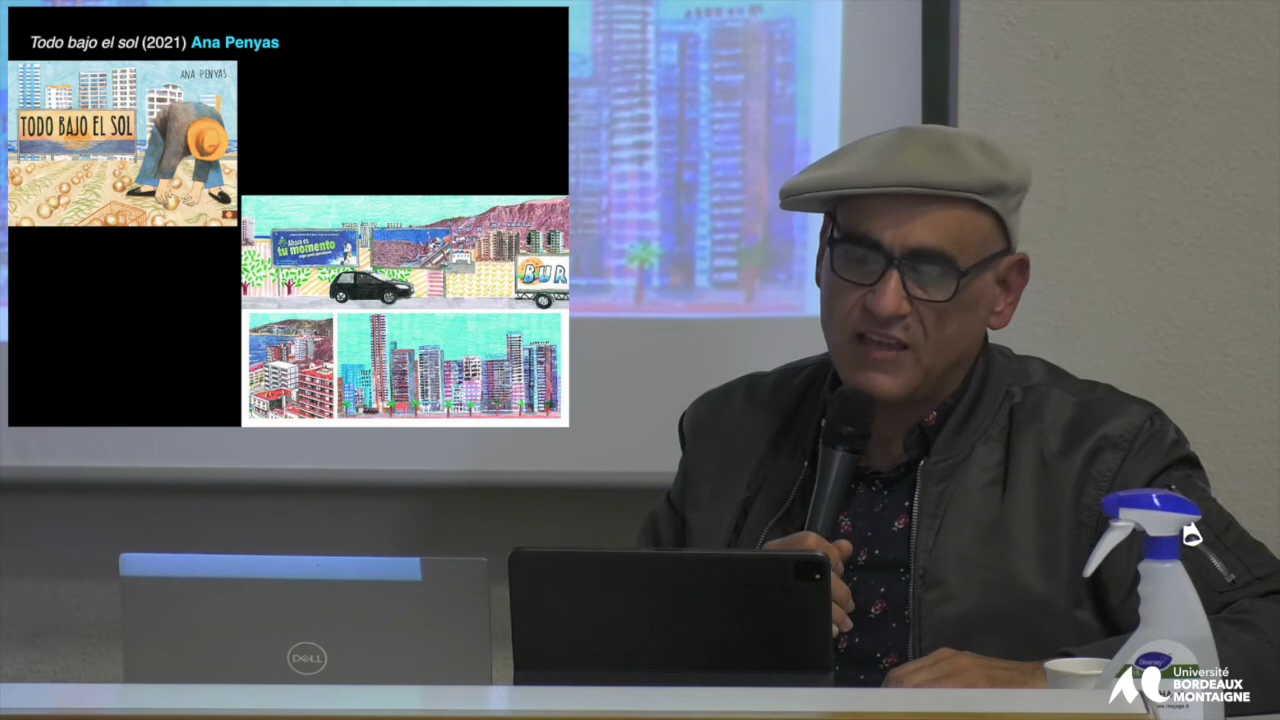 Todo bajo el sol (2021) Ana Penyas
ANA PENYAS
TODO BAJO EL SOL
Ahora es
tu momento
BUR
DELL
Diversey
Université
BORDEAUX
MONTAIGNE